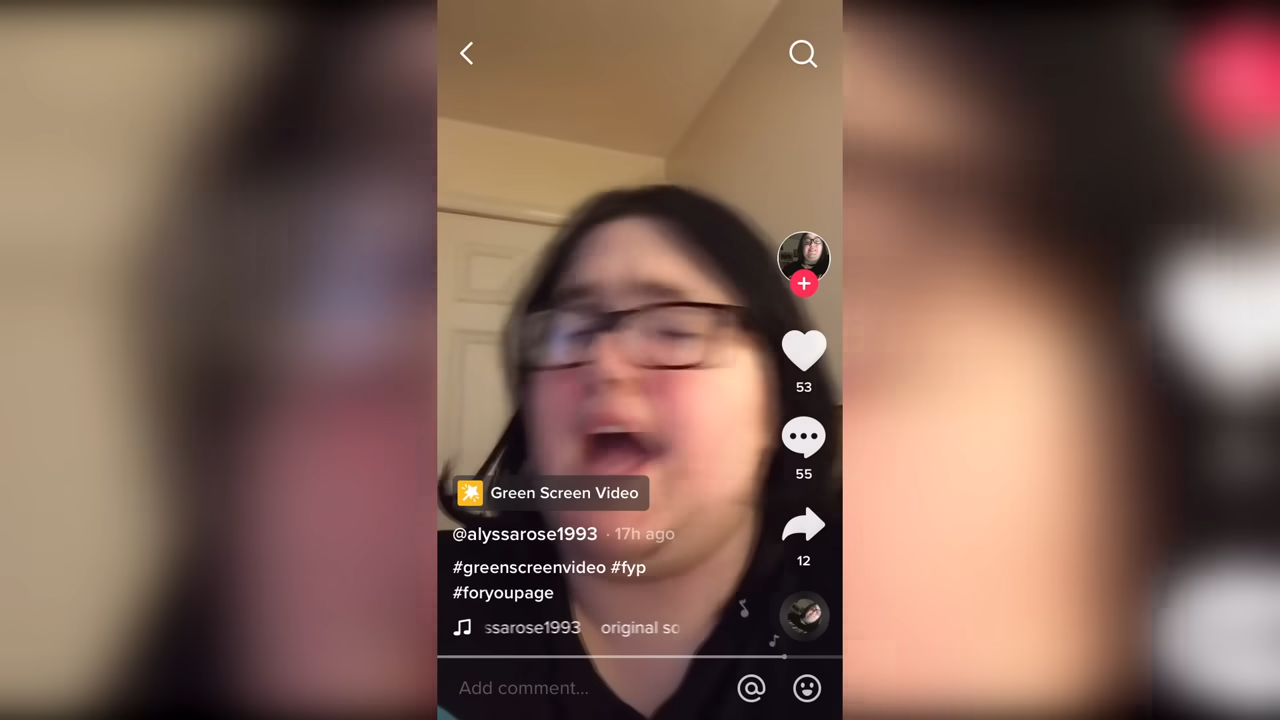 53
55
12
Green Screen Video
@alyssarose1993 · 17h ago
#greenscreenvideo #fyp
#foryoupage
ssarose1993 original so
Add comment...